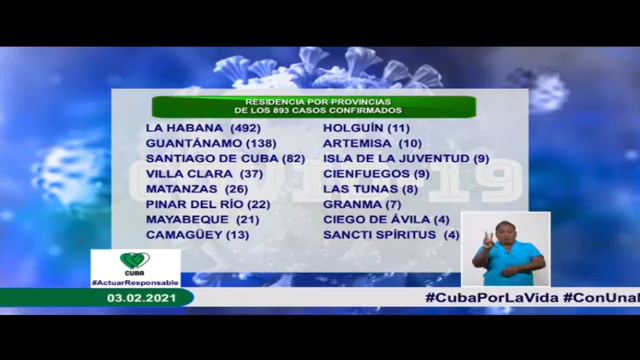 RESIDENCIA POR PROVINCIAS
DE LOS 893 CASOS CONFIRMADOS
LA HABANA (492)
GUANTÁNAMO (138)
SANTIAGO DE CUBA (82)
VILLA CLARA (37)
MATANZAS (26)
PINAR DEL RÍO (22)
MAYABEQUE (21)
CAMAGÜEY (13)
HOLGUÍN (11)
ARTEMISA (10)
ISLA DE LA JUVENTUD (9)
CIENFUEGOS (9)
LAS TUNAS (8)
GRANMA (7)
CIEGO DE ÁVILA (4)
SANCTI SPÍRITUS (4)
CUBA
#ActuarResponsable
03.02.2021
#CubaPorLaVida #ConUna